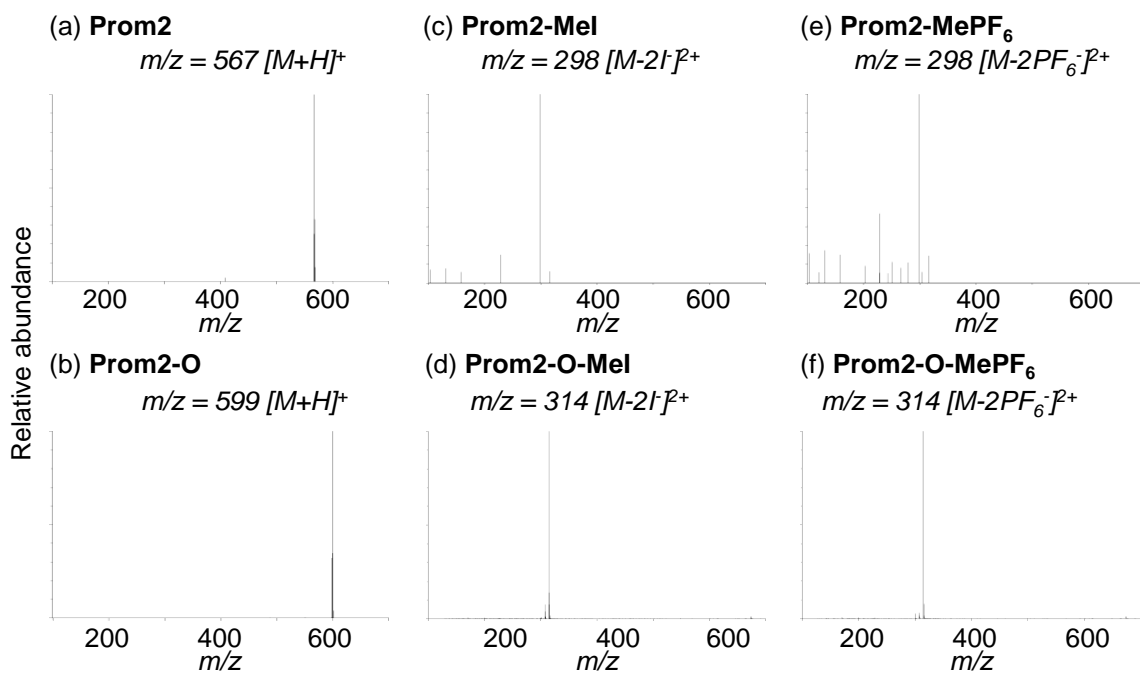 (a) Prom2
m/z = 567 [M+H]+
(c) Prom2-MeI
m/z = 298 [M-2I-]2+
(e) Prom2-MePF6
m/z = 298 [M-2PF6-]2+
200 400 600
m/z
200 400 600
m/z
200 400 600
m/z
Relative abundance
(b) Prom2-O
m/z = 599 [M+H]+
(d) Prom2-O-MeI
m/z = 314 [M-2I-]2+
(f) Prom2-O-MePF6
m/z = 314 [M-2PF6-]2+
200 400 600
m/z
200 400 600
m/z
200 400 600
m/z